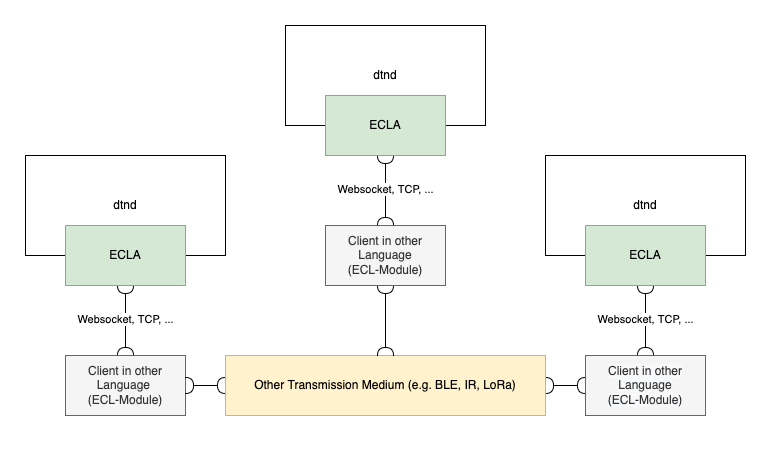 dtnd
ECLA
Websocket, TCP, ...
Client in other
Language
(ECL-Module)
dtnd
ECLA
Websocket, TCP, ...
Client in other
Language
(ECL-Module)
dtnd
ECLA
Websocket, TCP, ...
Client in other
Language
(ECL-Module)
Other Transmission Medium (e.g. BLE, IR, LoRa)